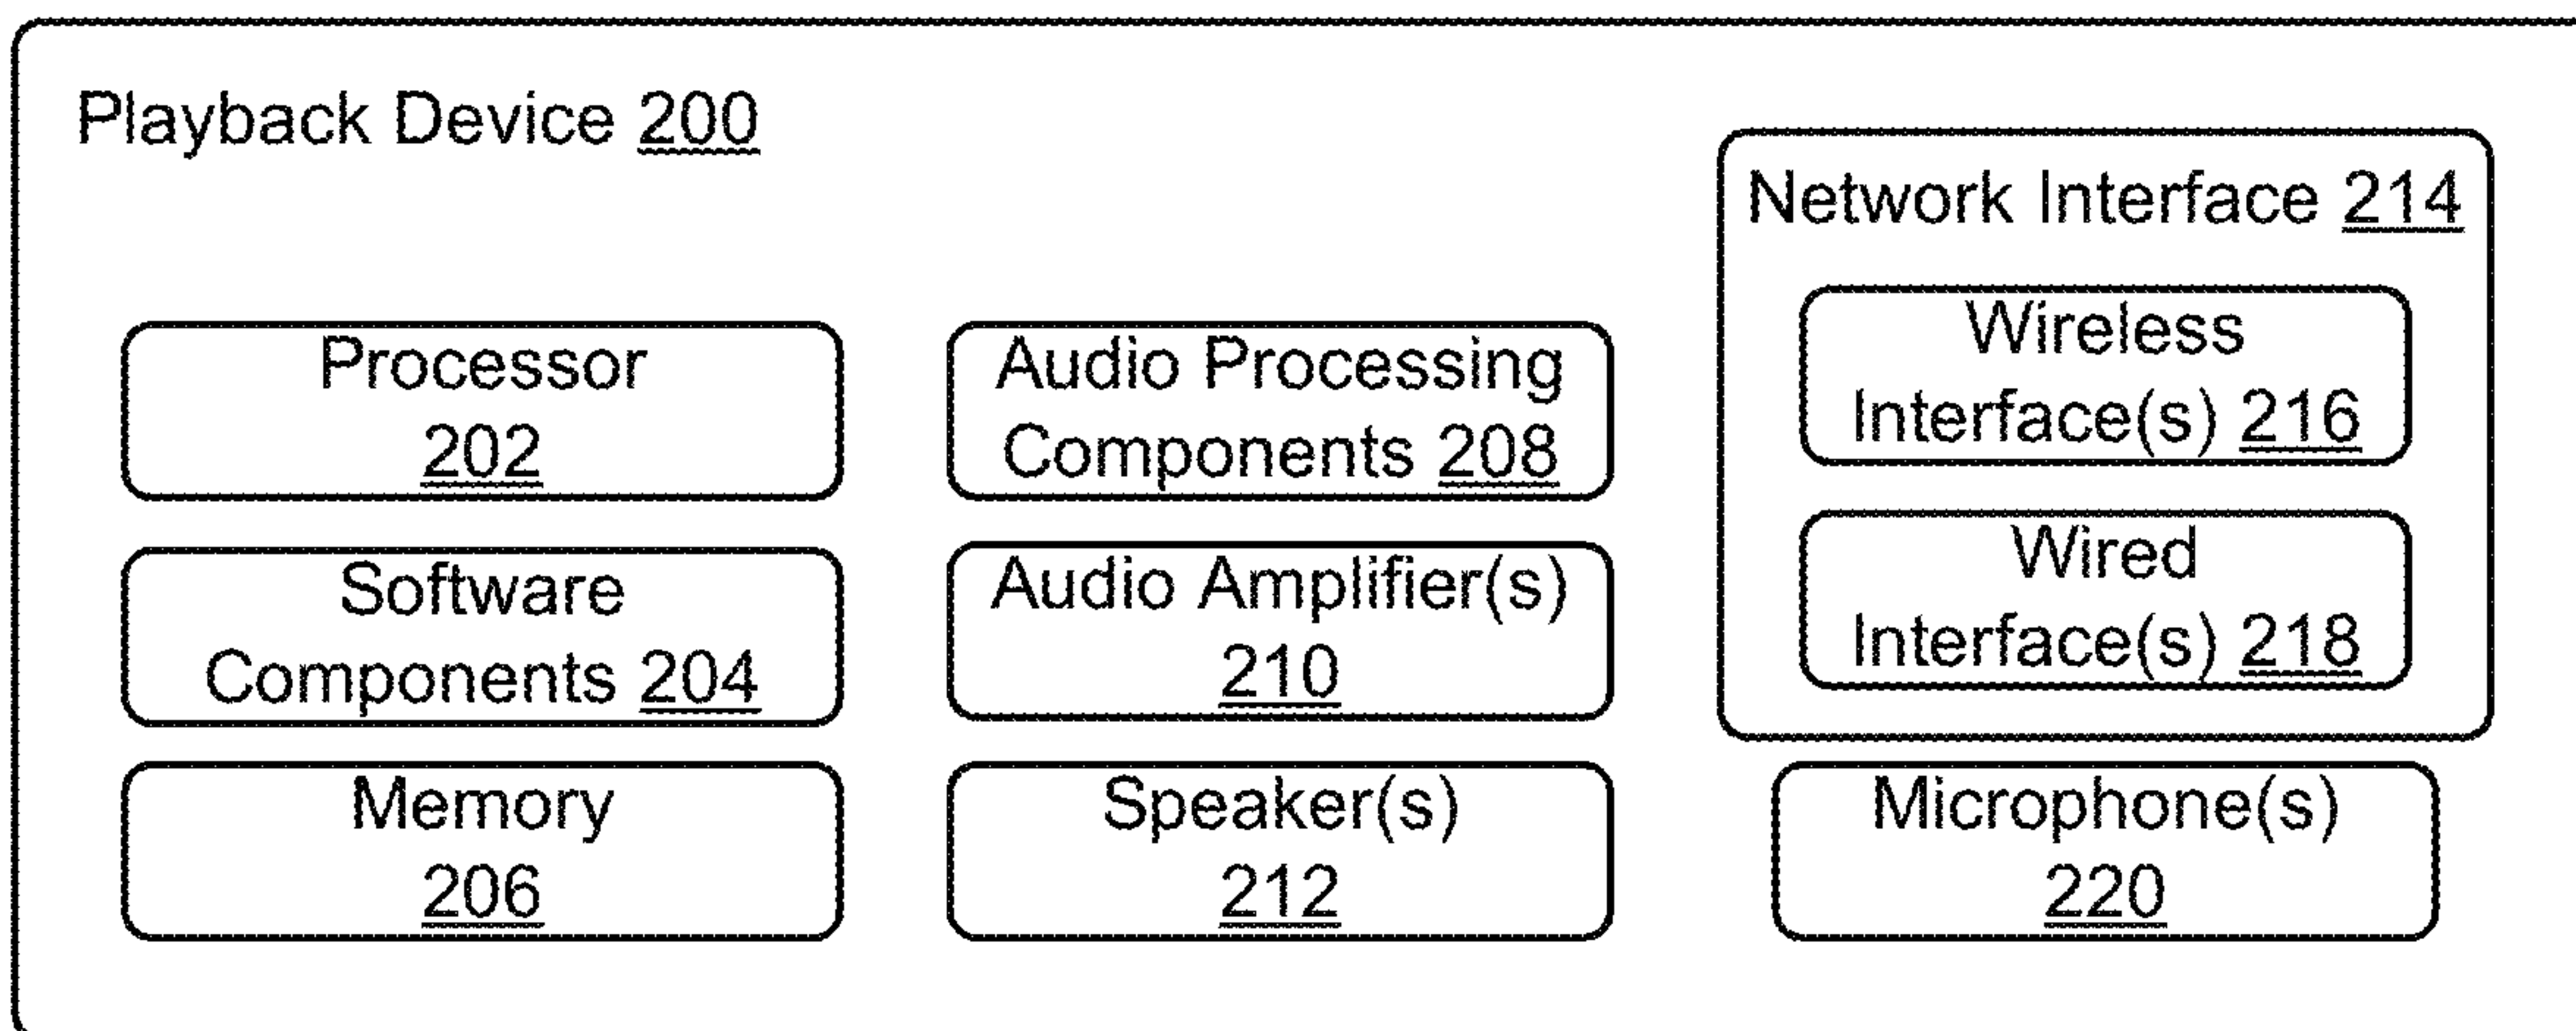 Playback Device 200
Processor
202
Software
Components 204
Memory
206
Audio Processing
Components 208
Audio Amplifier(s)
210
Speaker(s)
212
Network Interface 214
Wireless
Interface(s) 216
Wired
Interface(s) 218
Microphone(s)
220